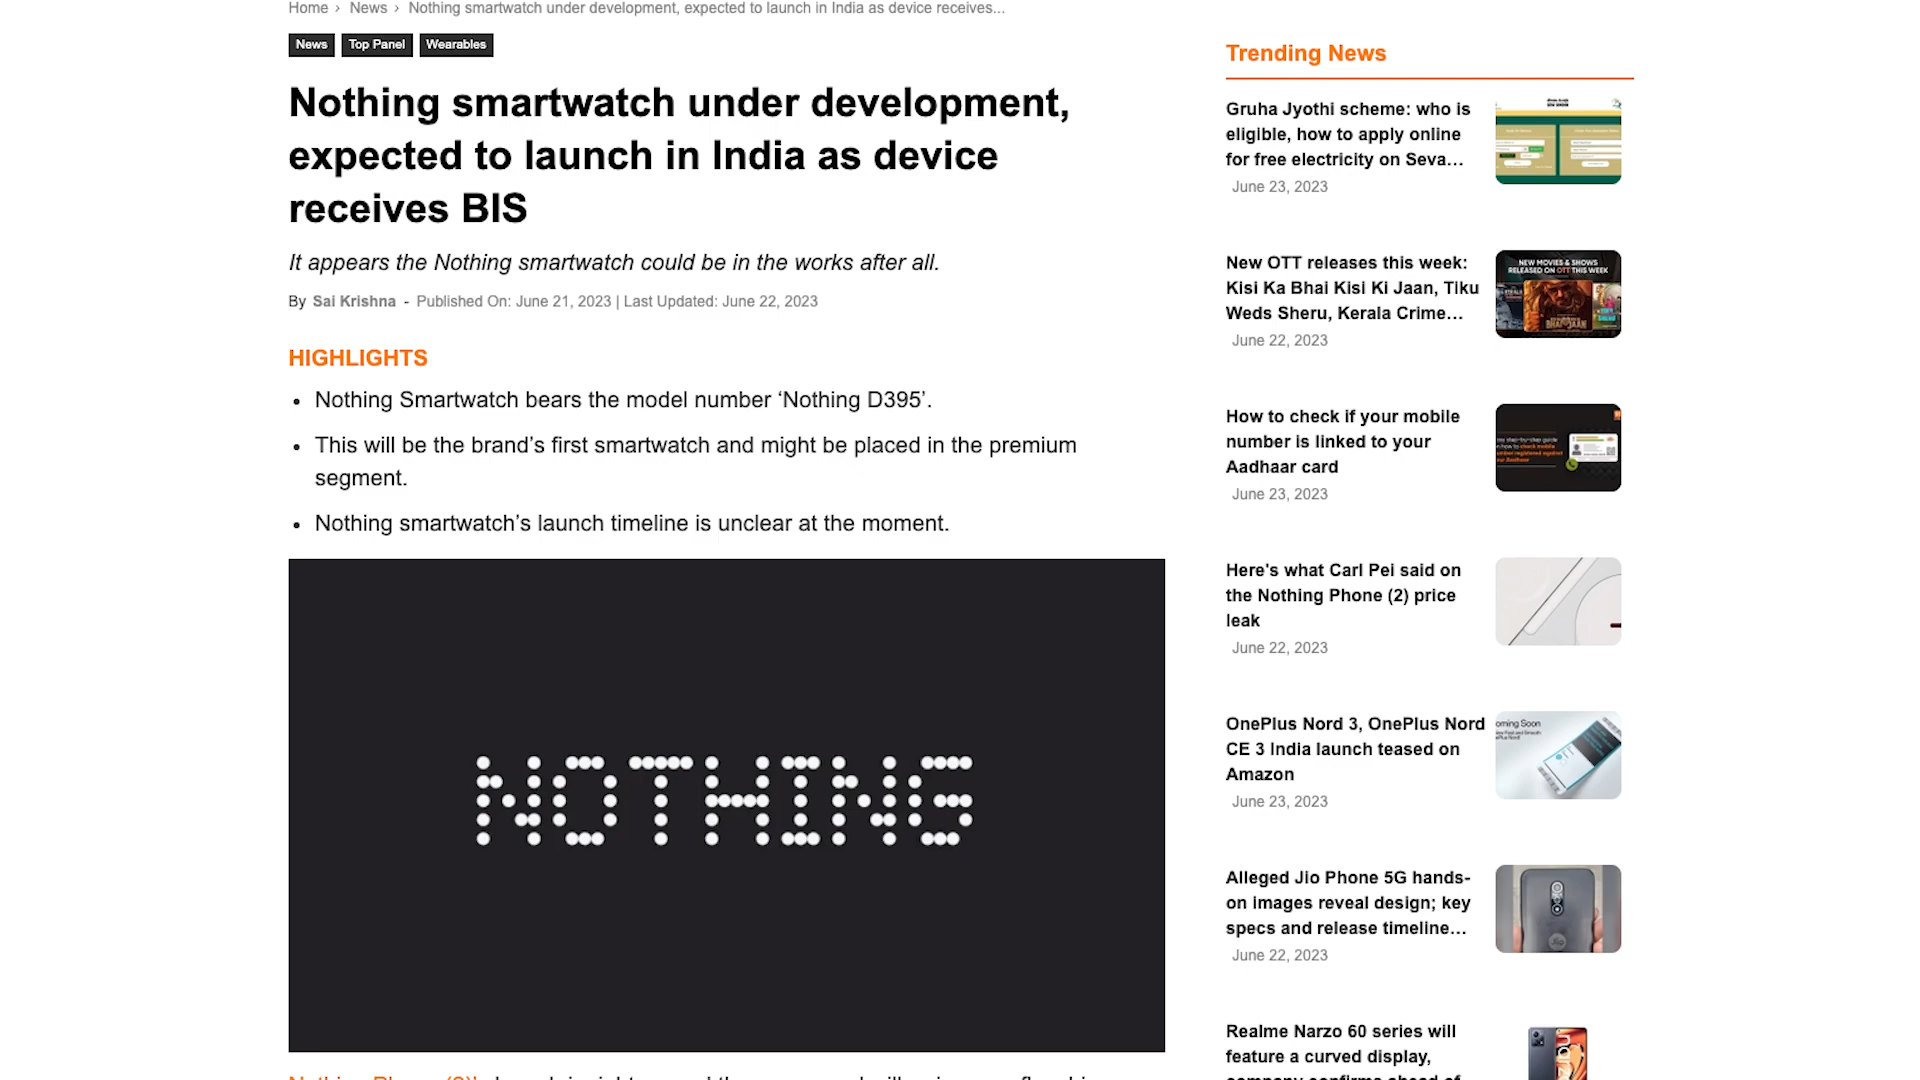 Home › News › Nothing smartwatch under development, expected to launch in India as device receives...
News Top Panel Wearables
Nothing smartwatch under development,
expected to launch in India as device
receives BIS
It appears the Nothing smartwatch could be in the works after all.
By Sai Krishna - Published On: June 21, 2023 | Last Updated: June 22, 2023
HIGHLIGHTS
• Nothing Smartwatch bears the model number ‘Nothing D395’.
• This will be the brand’s first smartwatch and might be placed in the premium
segment.
• Nothing smartwatch’s launch timeline is unclear at the moment.
NOTHING
Trending News
Gruha Jyothi scheme: who is
eligible, how to apply online
for free electricity on Seva...
June 23, 2023
New OTT releases this week:
Kisi Ka Bhai Kisi Ki Jaan, Tiku
Weds Sheru, Kerala Crime...
June 22, 2023
NEW MOVIES & SHOWS
RELEASED ON OTT THIS WEEK
How to check if your mobile
number is linked to your
Aadhaar card
June 23, 2023
Here's what Carl Pei said on
the Nothing Phone (2) price
leak
June 22, 2023
OnePlus Nord 3, OnePlus Nord
CE 3 India launch teased on
Amazon
June 23, 2023
oming Soon
Alleged Jio Phone 5G hands-
on images reveal design; key
specs and release timeline...
June 22, 2023
Jio
Realme Narzo 60 series will
feature a curved display,